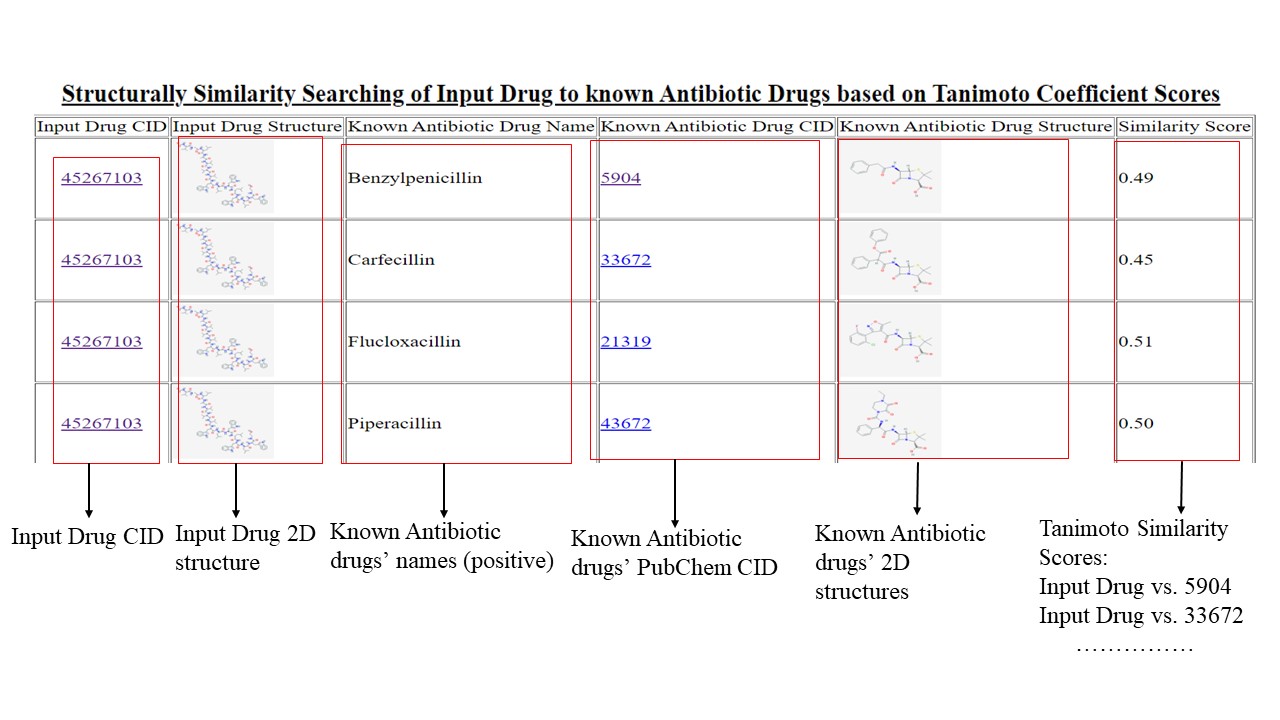 Structurally Similarity Searching of Input Drug to known Antibiotic Drugs based on Tanimoto Coefficient Scores
Input Drug CID Input Drug Structure Known Antibiotic Drug Name Known Antibiotic Drug CID Known Antibiotic Drug Structure Similarity Score
45267103 Benzylpenicillin 5904 0.49
45267103 Carfecillin 33672 0.45
45267103 Flucloxacillin 21319 0.51
45267103 Piperacillin 43672 0.50
Input Drug CID
Input Drug 2D
structure
Known Antibiotic
drugs’ names (positive)
Known Antibiotic
drugs’ PubChem CID
Known Antibiotic
drugs’ 2D
structures
Tanimoto Similarity
Scores:
Input Drug vs. 5904
Input Drug vs. 33672
……………